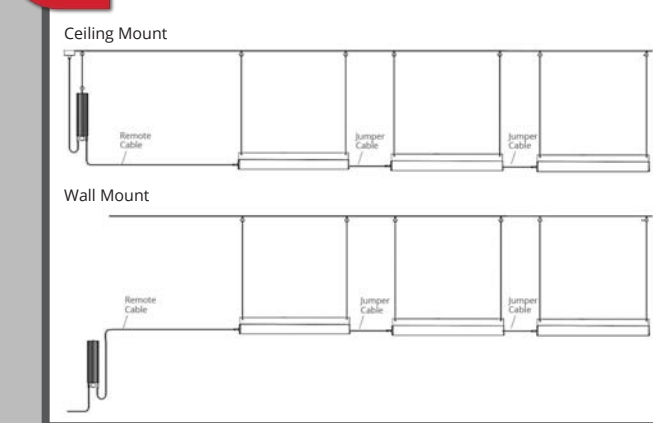 Ceiling Mount
Remote
Cable
Jumper
Cable
Jumper
Cable
Wall Mount
Remote
Cable
Jumper
Cable
Jumper
Cable